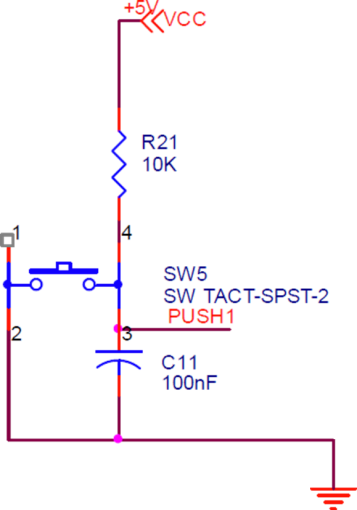 +5V
VCC
R21
10K
1
4
SW5
SW TACT-SPST-2
PUSH1
2
3
C11
100nF